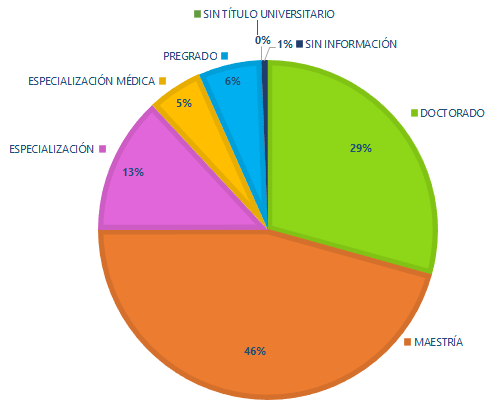 SIN TÍTULO UNIVERSITARIO
0%
1% SIN INFORMACIÓN
PREGRADO
6%
ESPECIALIZACIÓN MÉDICA
5%
DOCTORADO
29%
ESPECIALIZACIÓN
13%
MAESTRÍA
46%